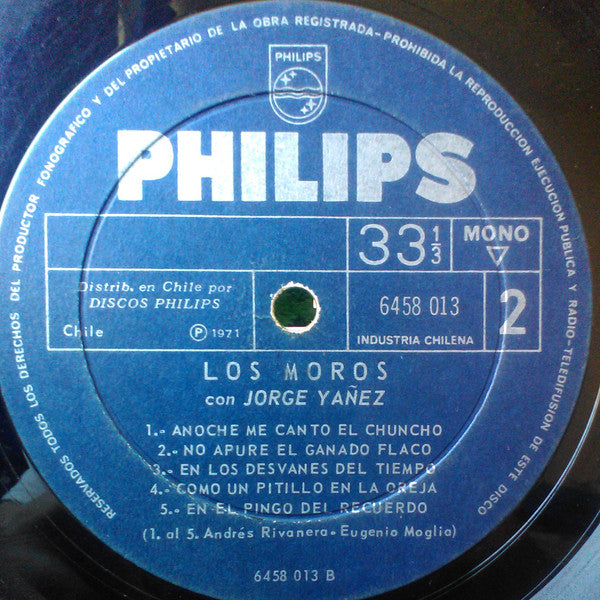 RESERVADOS TODOS LOS DERECHOS DEL PRODUCTOR FONOGRAFICO Y DEL PROPIETARIO DE LA OBRA REGISTRADA-PROHIBIDA LA REPRODUCCION EJECUCION PUBLICA Y RADIO-TELEDIFUSION DE ESTE DISCO
PHILIPS
PHILIPS
33 1/3
MONO
Distrib. en Chile por
DISCOS PHILIPS
6458 013
2
Chile
Ⓟ 1971
INDUSTRIA CHILENA
LOS MOROS
con JORGE YAÑEZ
1.- ANOCHE ME CANTO EL CHUNCHO
2.- NO APURE EL GANADO FLACO
3.- EN LOS DESVANES DEL TIEMPO
4.- COMO UN PITILLO EN LA OREJA
5.- EN EL PINGO DEL RECUERDO
(1. al 5. Andrés Rivanera - Eugenio Moglia)
6458 013 B